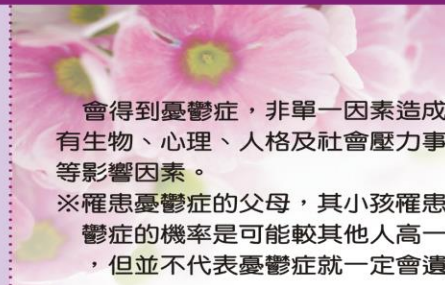 會得到憂鬱症，非單一因素造成
有生物、心理、人格及社會壓力事
等影響因素。
※罹患憂鬱症的父母，其小孩罹患
鬱症的機率是可能較其他人高一
，但並不代表憂鬱症就一定會遺